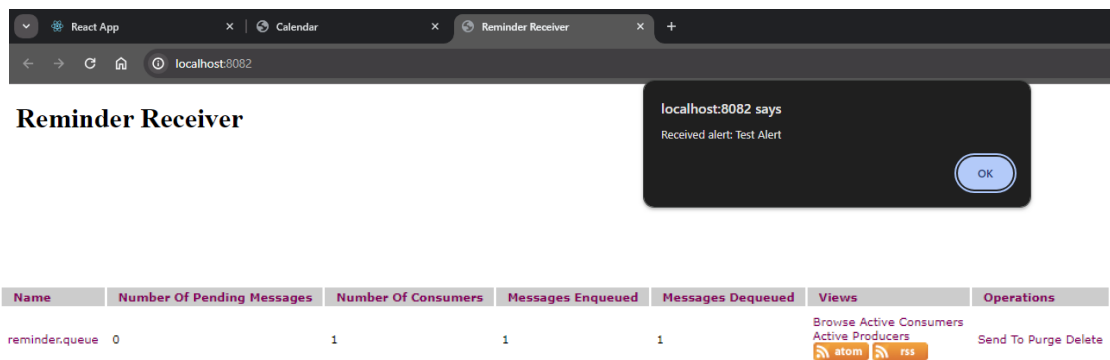 React App
Calendar
Reminder Receiver
localhost:8082
Reminder Receiver
localhost:8082 says
Received alert: Test Alert
OK
Name Number Of Pending Messages Number Of Consumers Messages Enqueued Messages Dequeued Views Operations
reminder.queue 0 1 1 1 Browse Active Consumers
Active Producers
atom rss
Send To Purge Delete